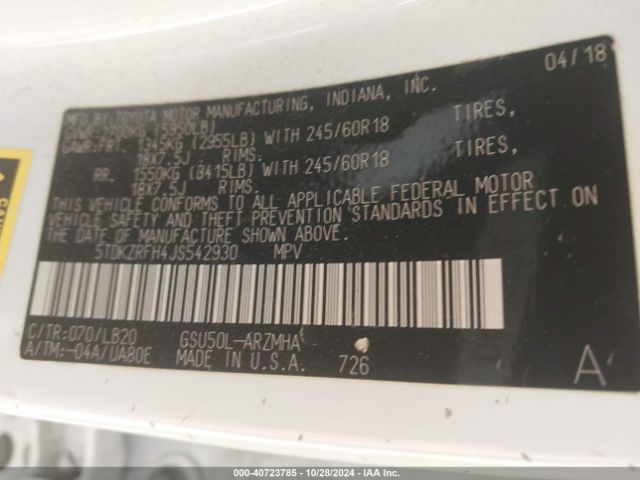 04/18
MFD.BY:TOYOTA MOTOR MANUFACTURING, INDIANA, INC.
GVWR:2700KG (5950LB)
GAWR:FRT. 1345KG (2955LB) WITH 245/60R18 TIRES,
18X7.5J RIMS.
RR. 1550KG (3415LB) WITH 245/60R18 TIRES,
18X7.5J RIMS.
THIS VEHICLE CONFORMS TO ALL APPLICABLE FEDERAL MOTOR
VEHICLE SAFETY AND THEFT PREVENTION STANDARDS IN EFFECT ON
THE DATE OF MANUFACTURE SHOWN ABOVE.
5TDKZRFH4JS542930 MPV
C/TR:070/LB20 GSU50L-ARZMHA
A/TM:-04A/UA80E MADE IN U.S.A. 726 A
000-40723785 - 10/28/2024 - IAA Inc.